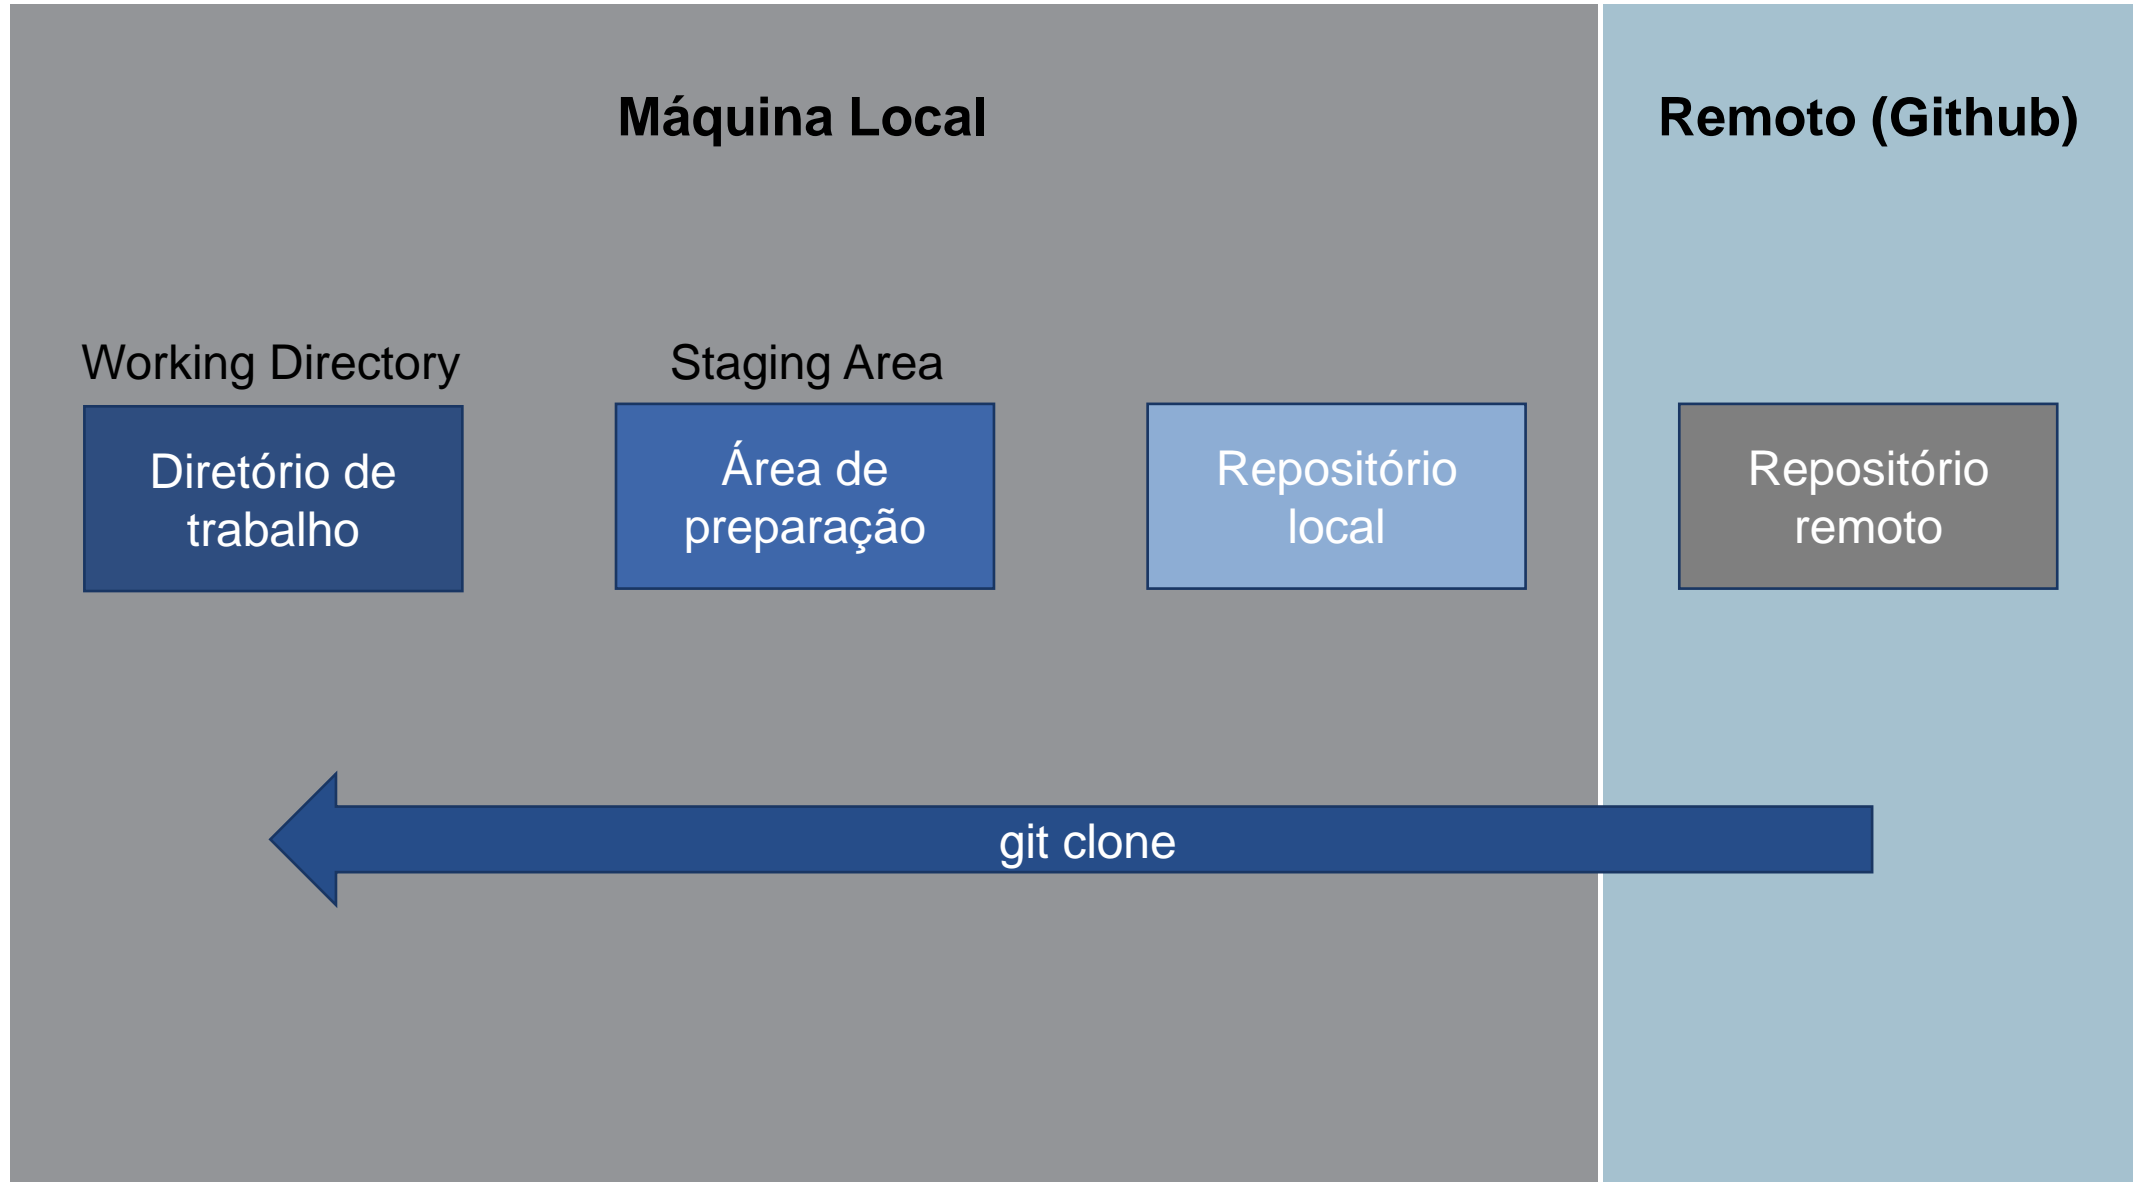 Máquina Local
Remoto (Github)
Working Directory
Staging Area
Diretório de
trabalho
Área de
preparação
Repositório
local
Repositório
remoto
git clone